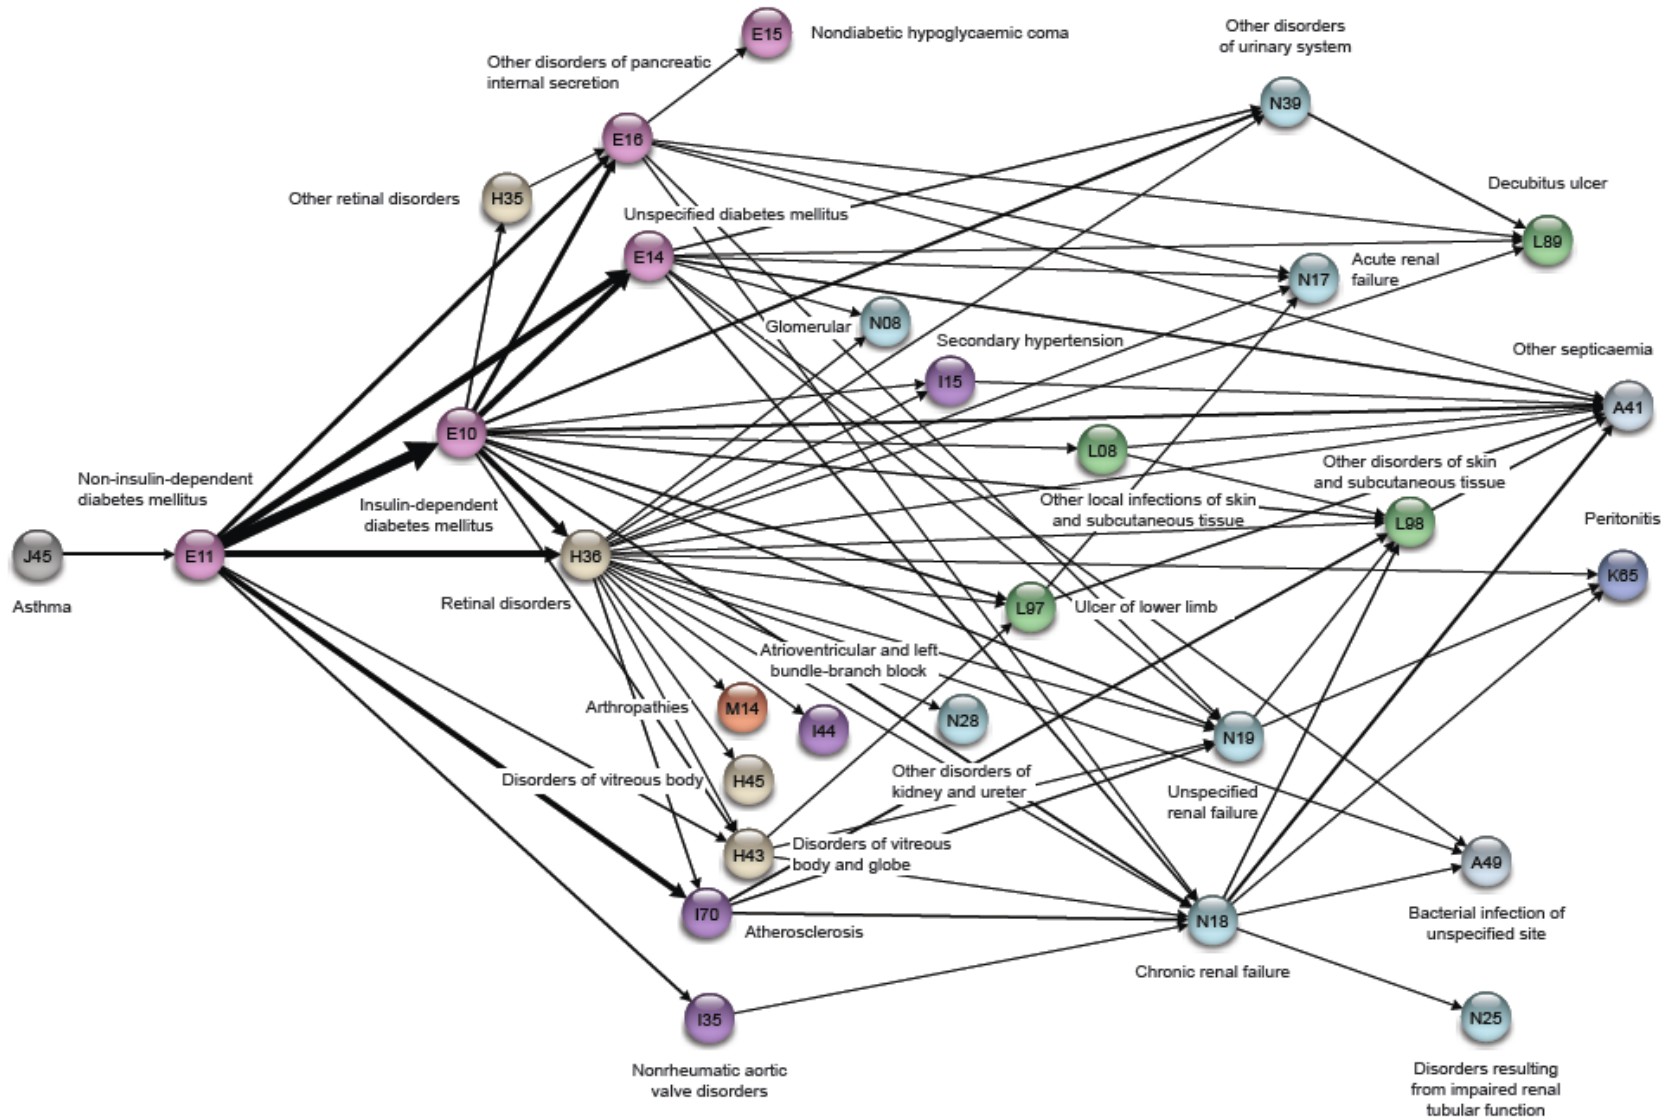 E15
Nondiabetic hypoglycaemic coma
Other disorders
of urinary system
Other disorders of pancreatic
internal secretion
N39
E16
Decubitus ulcer
Other retinal disorders
H35
Unspecified diabetes mellitus
L89
E14
Acute renal
failure
N17
Glomerular
N08
Secondary hypertension
Other septicaemia
I15
A41
E10
L08
Non-insulin-dependent
diabetes mellitus
Insulin-dependent
diabetes mellitus
Other disorders of skin
and subcutaneous tissue
Other local infections of skin
and subcutaneous tissue
L98
Peritonitis
J45
E11
H36
K65
Asthma
Retinal disorders
L97
Ulcer of lower limb
Atrioventricular and left
bundle-branch block
Arthropathies
M14
I44
N28
N19
Disorders of vitreous body
H45
Other disorders of
kidney and ureter
Unspecified
renal failure
H43
Disorders of vitreous
body and globe
A49
I70
Atherosclerosis
N18
Bacterial infection of
unspecified site
Chronic renal failure
I35
N25
Nonrheumatic aortic
valve disorders
Disorders resulting
from impaired renal
tubular function